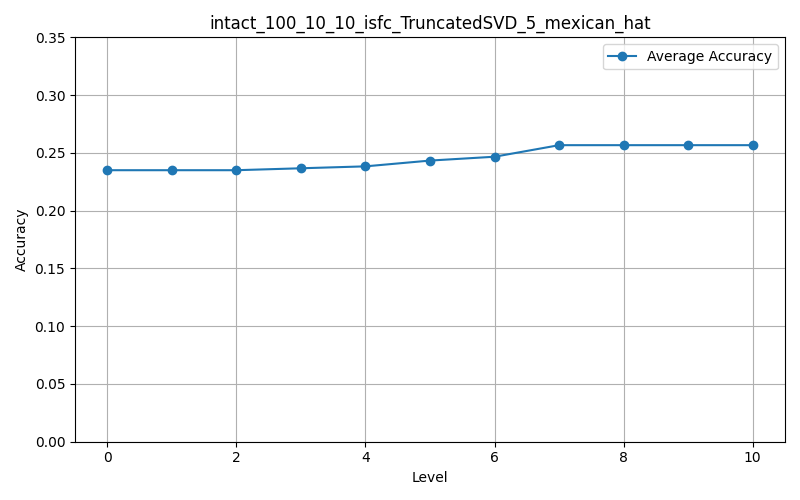 intact_100_10_10_isfc_TruncatedSVD_5_mexican_hat
Average Accuracy
0.35
0.30
0.25
0.20
0.15
0.10
0.05
0.00
Accuracy
0 2 4 6 8 10
Level